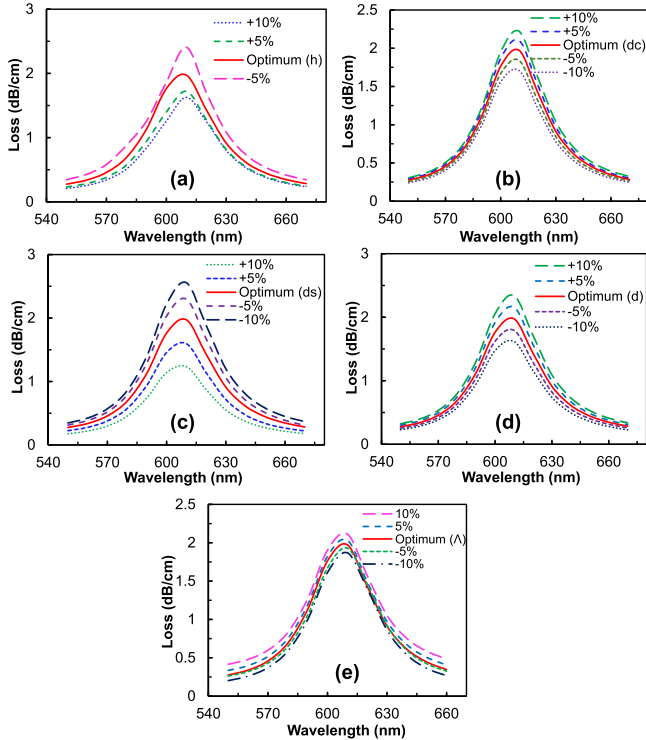 3
2
1
0
Loss (dB/cm)
+10%
+5%
Optimum (h)
-5%
(a)
540 570 600 630 660
Wavelength (nm)
2.5
2
1.5
1
0.5
0
Loss (dB/cm)
+10%
+5%
Optimum (dc)
-5%
-10%
(b)
540 570 600 630 660
Wavelength (nm)
3
2
1
0
Loss (dB/cm)
+10%
+5%
Optimum (ds)
-5%
-10%
(c)
540 570 600 630 660
Wavelength (nm)
3
2
1
0
Loss (dB/cm)
+10%
+5%
Optimum (d)
-5%
-10%
(d)
540 570 600 630 660
Wavelength (nm)
2.5
2
1.5
1
0.5
0
Loss (dB/cm)
10%
5%
Optimum (Λ)
-5%
-10%
(e)
540 570 600 630 660
Wavelength (nm)